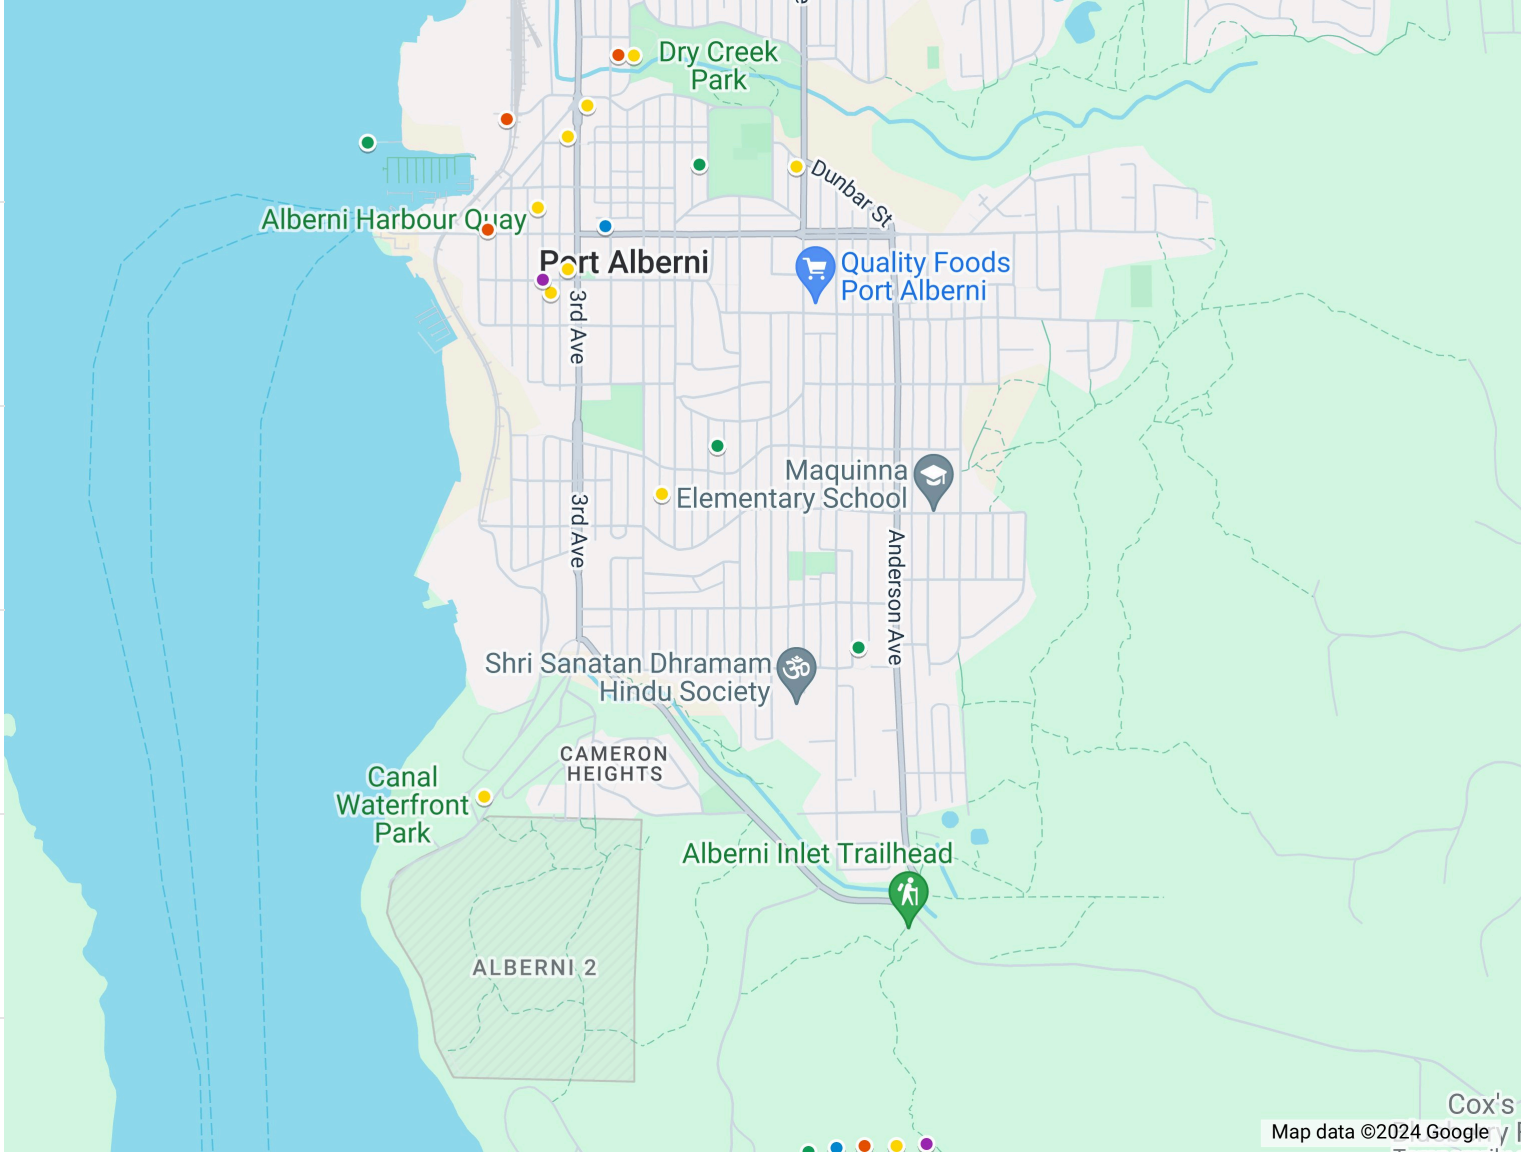 Dry Creek
Park
Dunbar St
Alberni Harbour Quay
Port Alberni
Quality Foods
Port Alberni
3rd Ave
Maquinna
Elementary School
3rd Ave
Anderson Ave
Shri Sanatan Dhramam
Hindu Society
CAMERON
HEIGHTS
Canal
Waterfront
Park
Alberni Inlet Trailhead
ALBERNI 2
Cox's
Map data ©2024 Google